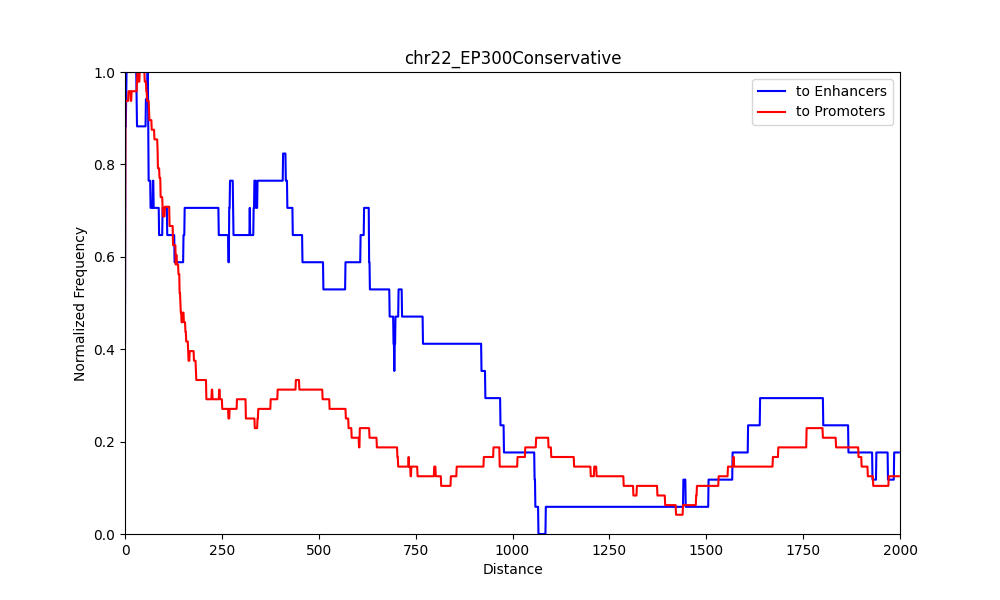 chr22_EP300Conservative
to Enhancers
to Promoters
Normalized Frequency
1.0
0.8
0.6
0.4
0.2
0.0
0 250 500 750 1000 1250 1500 1750 2000
Distance